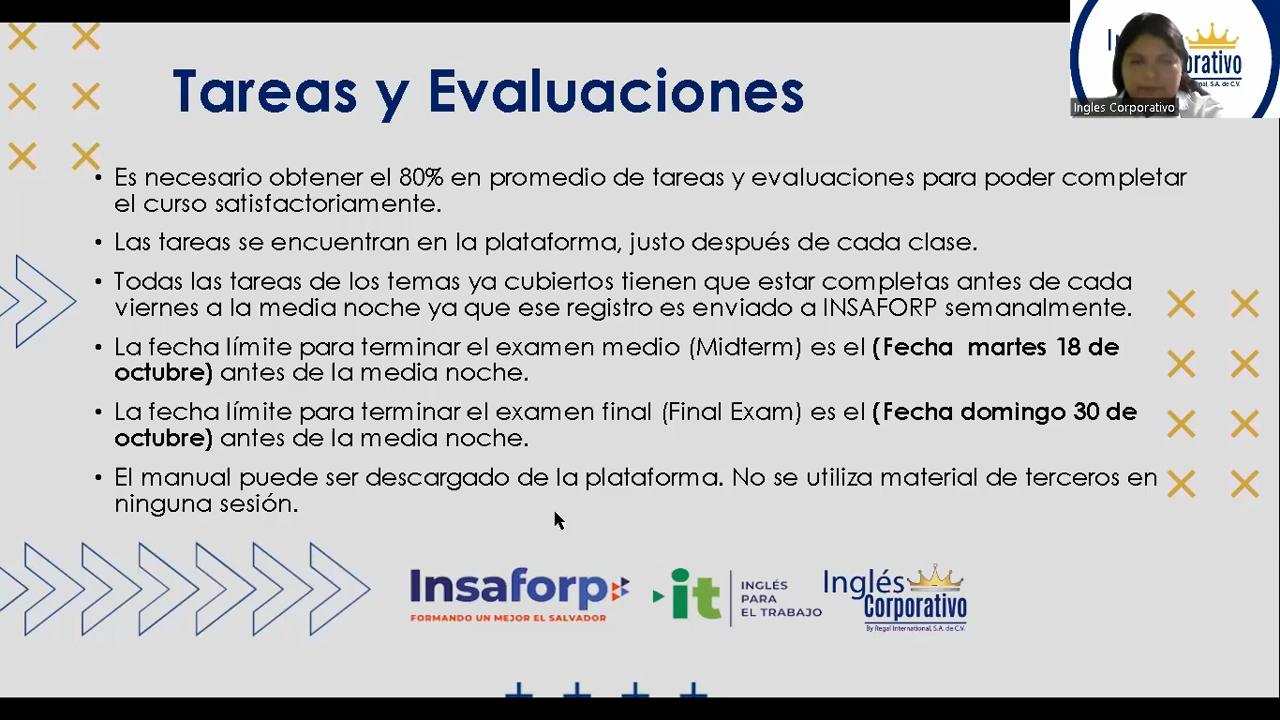 Tareas y Evaluaciones
Ingles Corporativo
• Es necesario obtener el 80% en promedio de tareas y evaluaciones para poder completar
el curso satisfactoriamente.
• Las tareas se encuentran en la plataforma, justo después de cada clase.
• Todas las tareas de los temas ya cubiertos tienen que estar completas antes de cada
viernes a la media noche ya que ese registro es enviado a INSAFORP semanalmente.
• La fecha límite para terminar el examen medio (Midterm) es el (Fecha martes 18 de
octubre) antes de la media noche.
• La fecha límite para terminar el examen final (Final Exam) es el (Fecha domingo 30 de
octubre) antes de la media noche.
• El manual puede ser descargado de la plataforma. No se utiliza material de terceros en
ninguna sesión.
Insaforp
FORMANDO UN MEJOR EL SALVADOR
it
INGLÉS
PARA
EL TRABAJO
Inglés
Corporativo
By Regal International, S.A. de C.V.